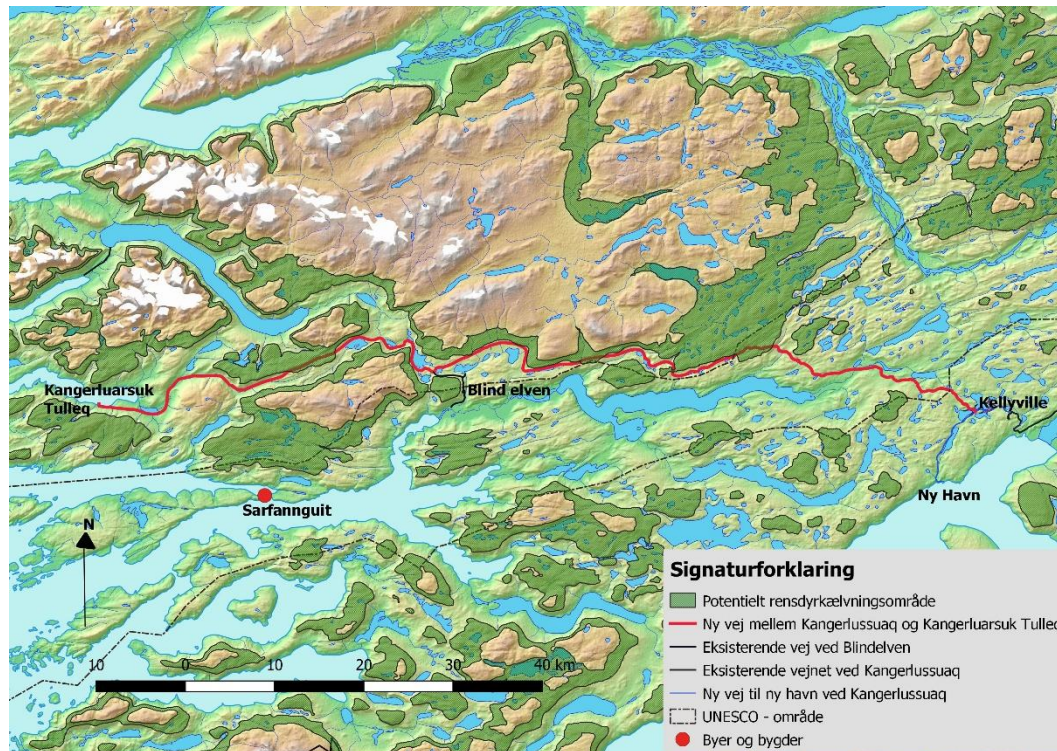 Kangerluarsuk
Tulleq
Blind elven
Kellyville
Ny Havn
Sarfannguit
N
10 0 10 20 30 40 km
Signaturforklaring
Potentielt rensdyrkælvningsområde
Ny vej mellem Kangerlussuaq og Kangerluarsuk Tulleq
Eksisterende vej ved Blindelven
Eksisterende vejnet ved Kangerlussuaq
Ny vej til ny havn ved Kangerlussuaq
UNESCO - område
Byer og bygder